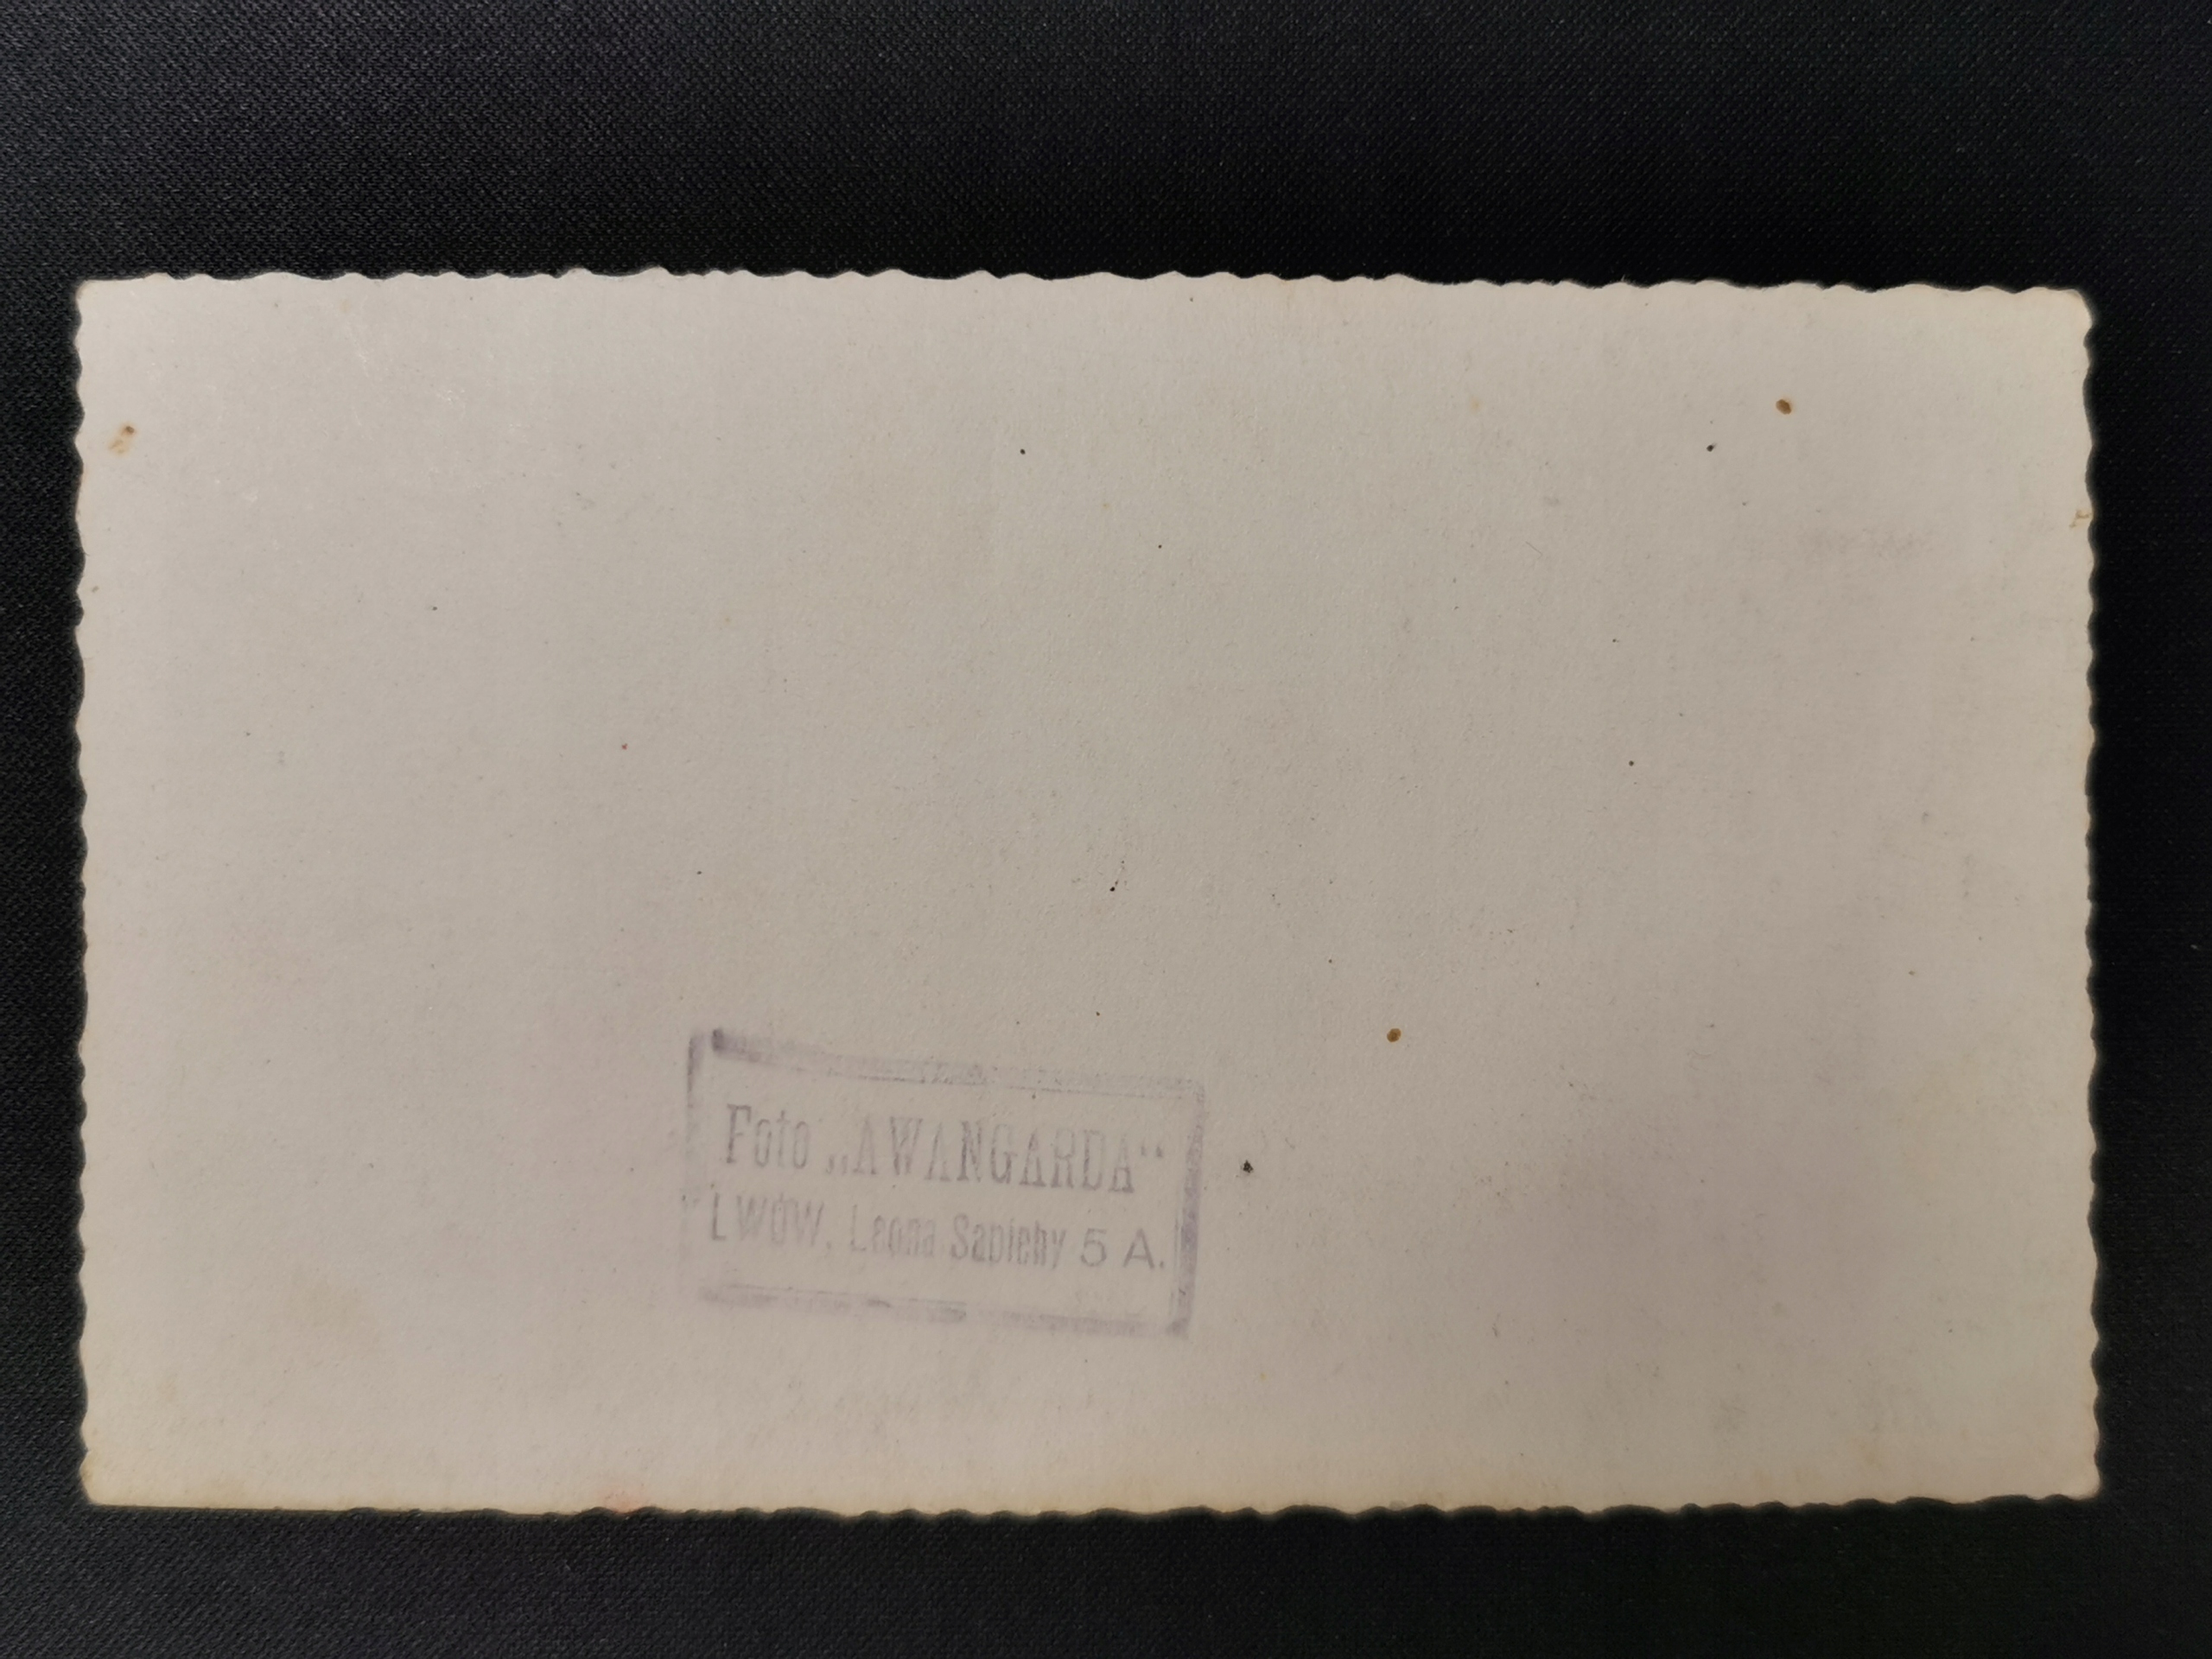 Foto „AWANGARDA“
LWÓW, Leona Sapiehy 5 A.